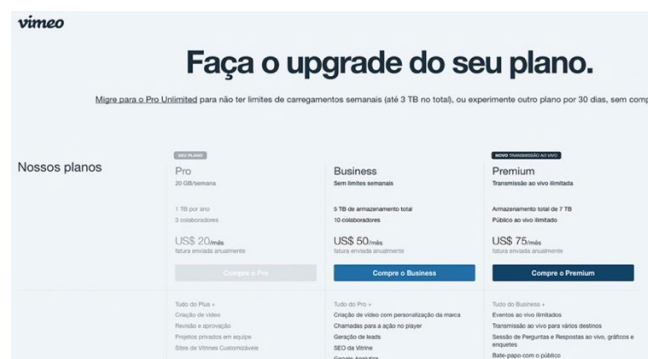 vimeo
Faça o upgrade do seu plano.
Migre para o Pro Unlimited para não ter limites de carregamentos semanais (até 3 TB no total), ou experimente outro plano por 30 dias, sem comp
Nossos planos
SEU PLANO
Pro
20 GB/semana
1 TB por ano
3 colaboradores
US$ 20/mês
fatura enviada anualmente
Compre o Pro
Tudo do Plus +
Criação de vídeo
Revisão e aprovação
Projetos privados em equipe
Sites de Vitrines Customizáveis
Business
Sem limites semanais
5 TB de armazenamento total
10 colaboradores
US$ 50/mês
fatura enviada anualmente
Compre o Business
Tudo do Pro +
Criação de vídeo com personalização da marca
Chamadas para a ação no player
Geração de leads
SEO da Vitrine
Google Analytics
NOVO TRANSMISSÃO AO VIVO
Premium
Transmissão ao vivo ilimitada
Armazenamento total de 7 TB
Público ao vivo ilimitado
US$ 75/mês
fatura enviada anualmente
Compre o Premium
Tudo do Business +
Eventos ao vivo ilimitados
Transmissão ao vivo para vários destinos
Sessão de Perguntas e Respostas ao vivo, gráficos e
enquetes
Bate-papo com o público